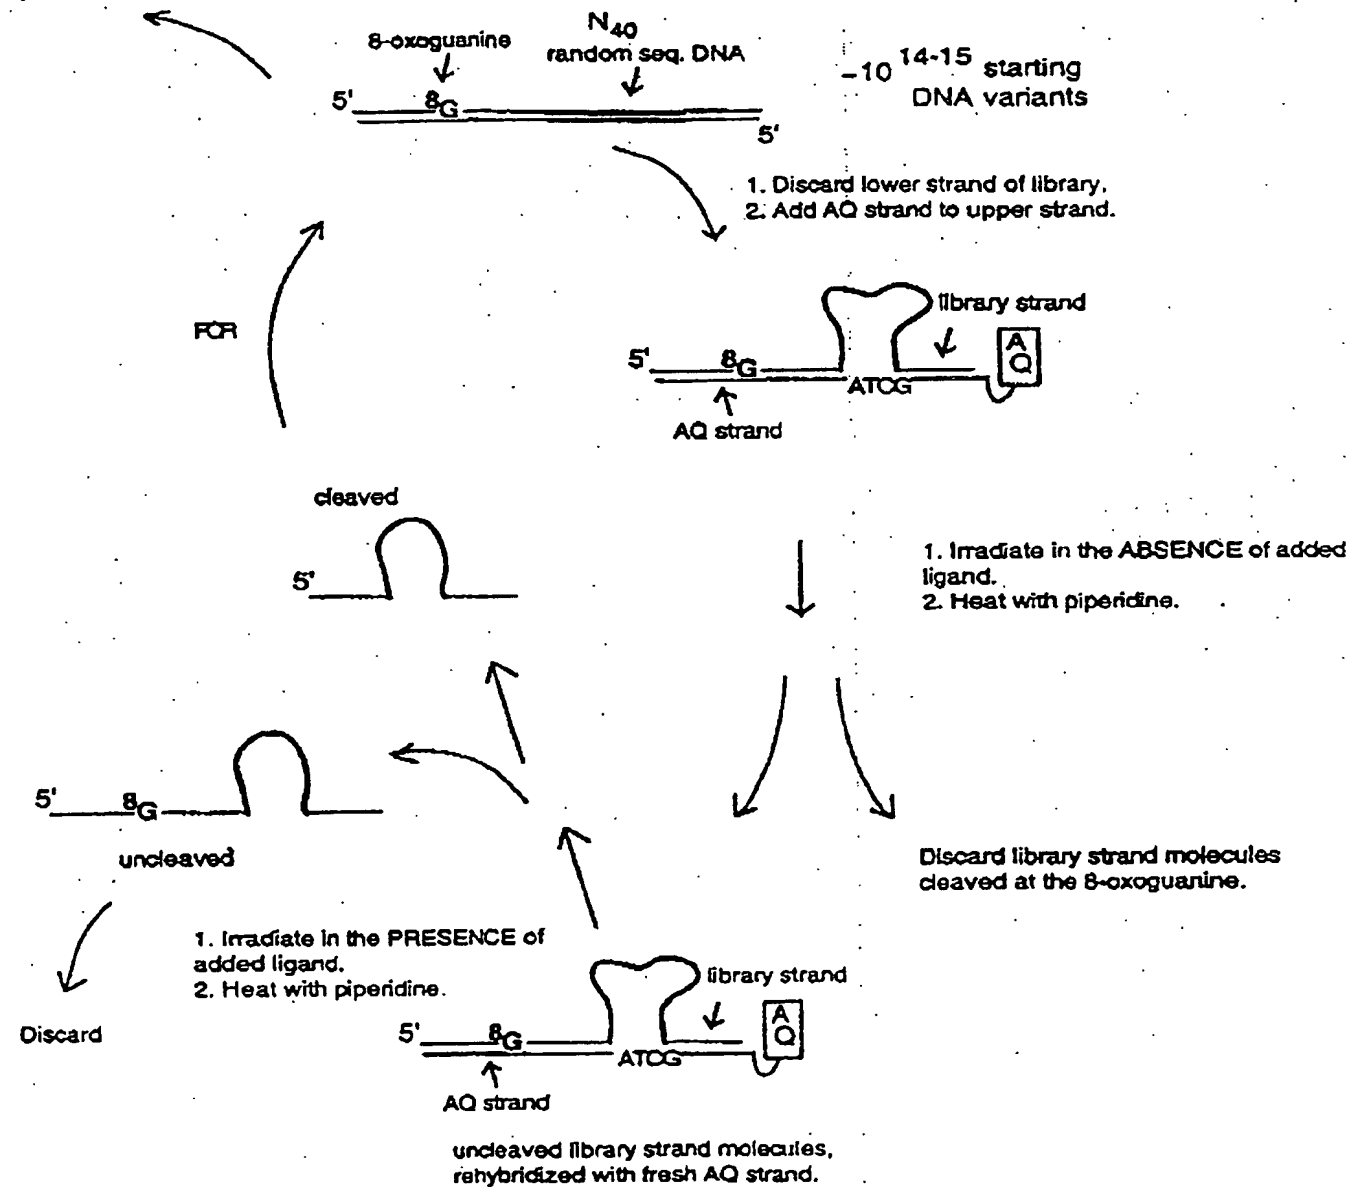 8-oxoguanine
N40
random seq. DNA
5'
8G
5'
~10 14-15 starting
DNA variants
1. Discard lower strand of library.
2. Add AQ strand to upper strand.
PCR
library strand
5'
8G
ATCG
A
Q
AQ strand
cleaved
5'
1. Irradiate in the ABSENCE of added
ligand.
2. Heat with piperidine.
5'
8G
uncleaved
Discard library strand molecules
cleaved at the 8-oxoguanine.
1. Irradiate in the PRESENCE of
added ligand.
2. Heat with piperidine.
Discard
library strand
5'
8G
ATCG
A
Q
AQ strand
uncleaved library strand molecules,
rehybridized with fresh AQ strand.